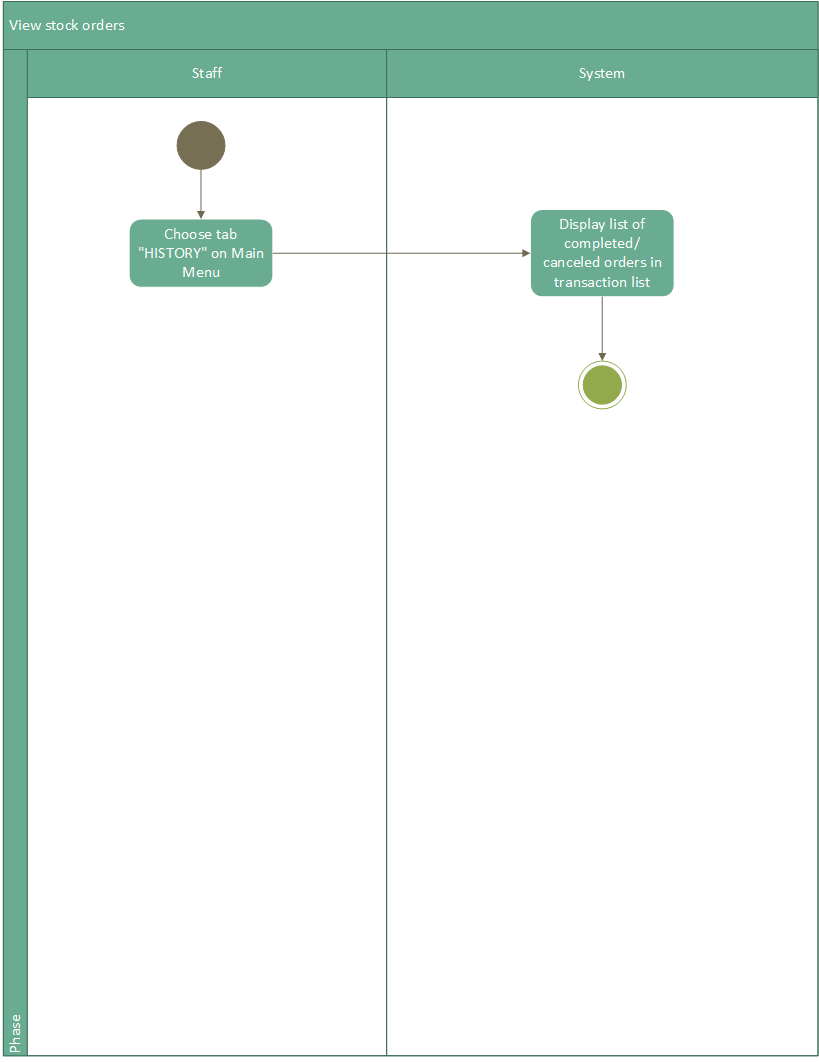 View stock orders
Staff
System
Choose tab
"HISTORY" on Main
Menu
Display list of
completed/
canceled orders in
transaction list
Phase